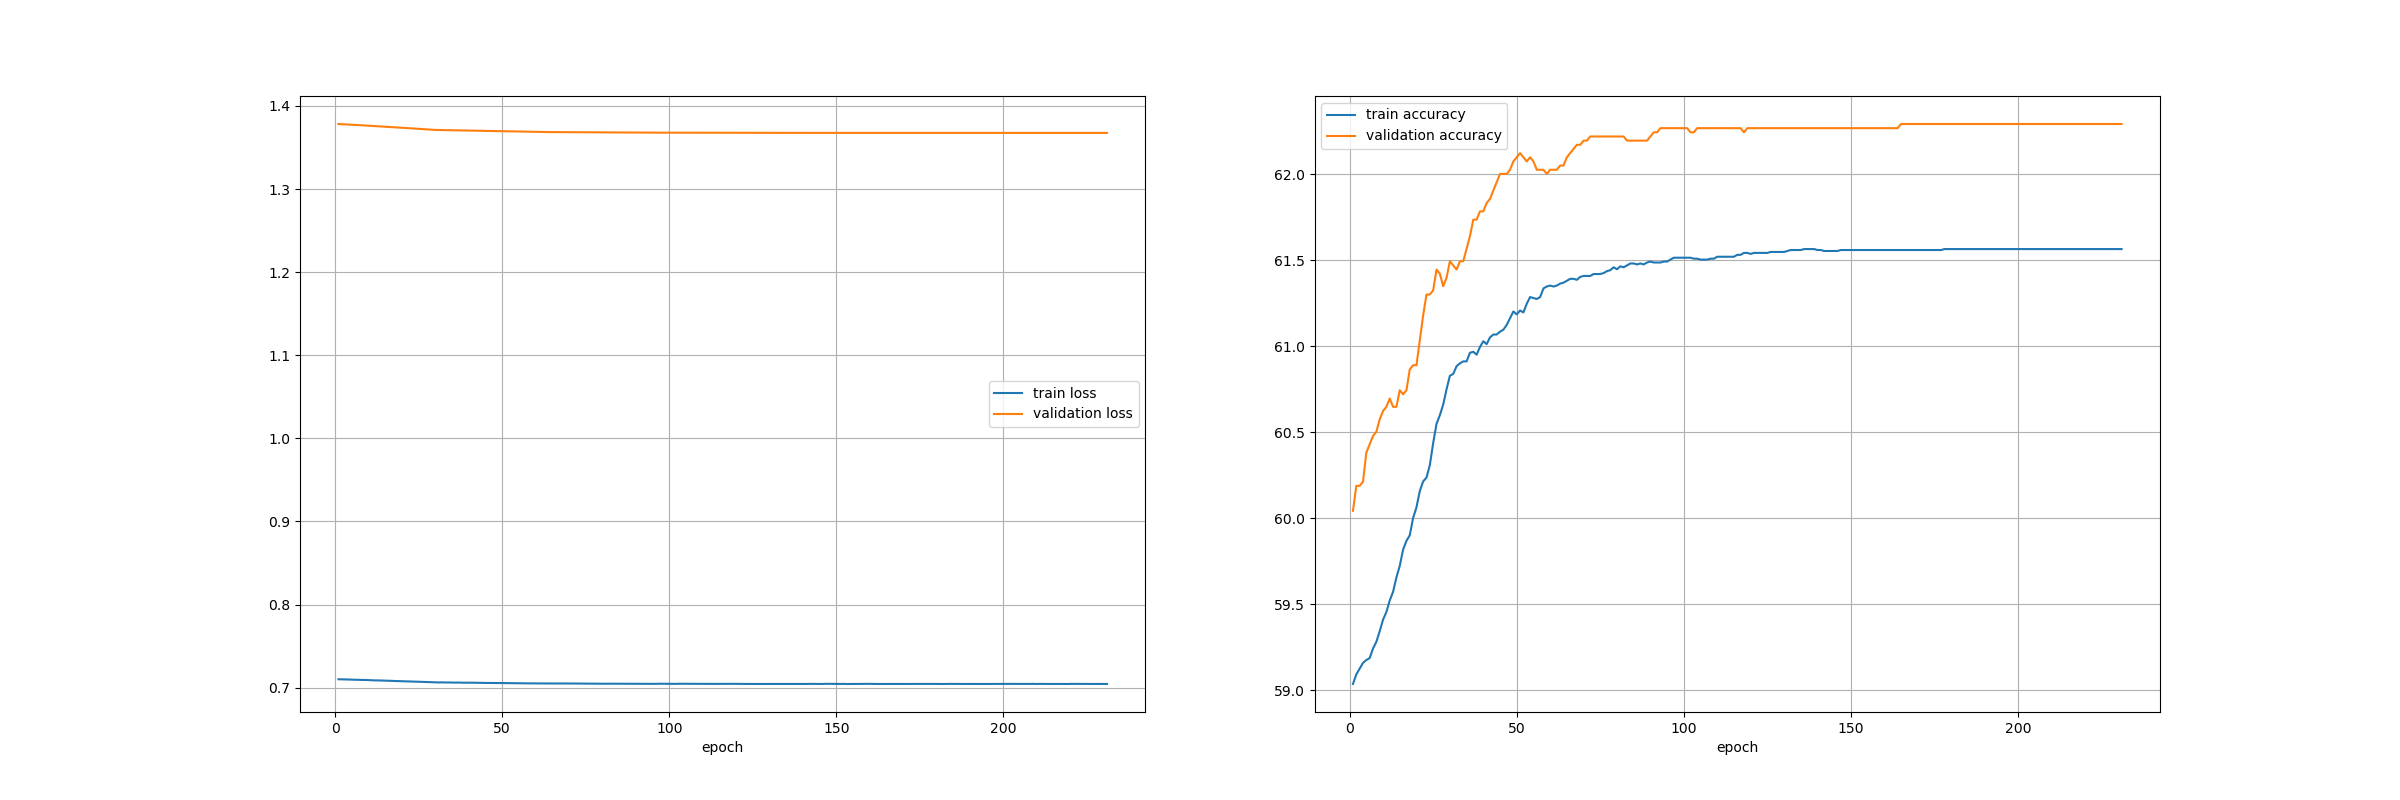 1.4
1.3
1.2
1.1
1.0
0.9
0.8
0.7
0 50 100 150 200
epoch
train loss
validation loss
train accuracy
validation accuracy
62.0
61.5
61.0
60.5
60.0
59.5
59.0
0 50 100 150 200
epoch